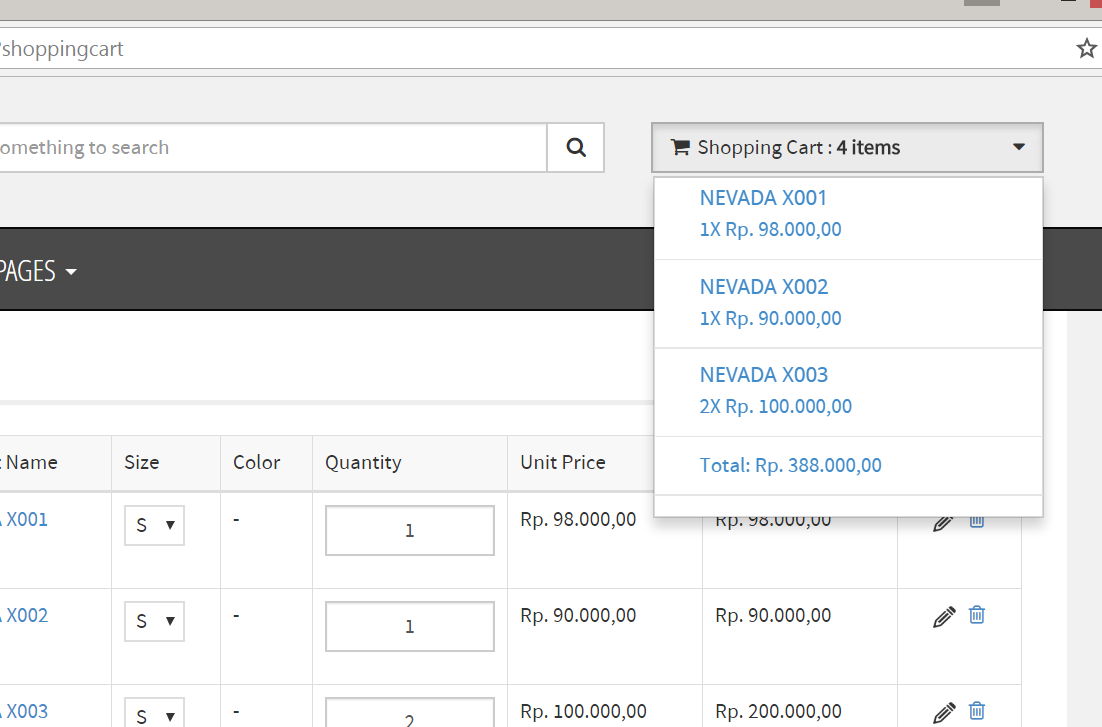 shoppingcart
omething to search
Shopping Cart : 4 items
NEVADA X001
1X Rp. 98.000,00
NEVADA X002
1X Rp. 90.000,00
NEVADA X003
2X Rp. 100.000,00
Total: Rp. 388.000,00
PAGES
Name Size Color Quantity Unit Price
X001 S - 1 Rp. 98.000,00 Rp. 98.000,00
X002 S - 1 Rp. 90.000,00 Rp. 90.000,00
X003 S - 2 Rp. 100.000,00 Rp. 200.000,00